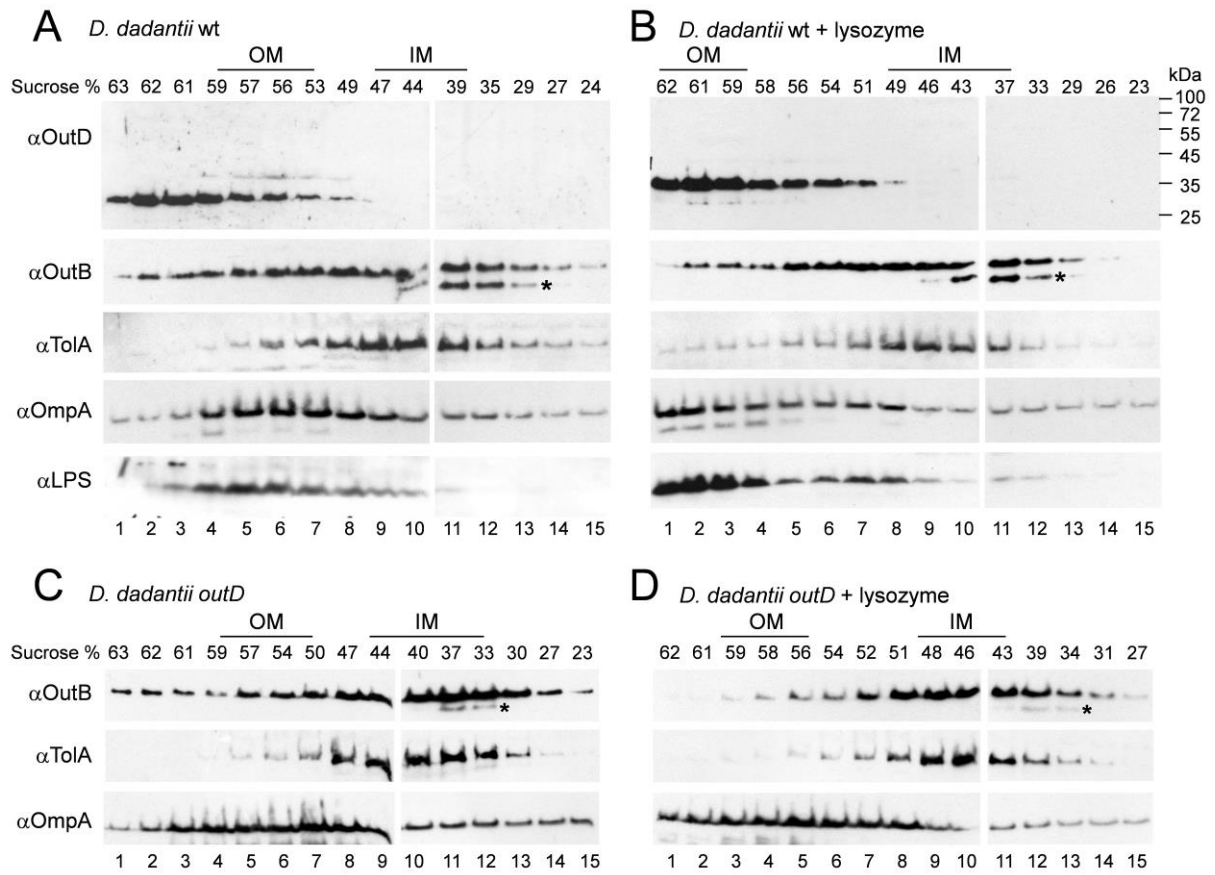 A D. dadantii wt
OM IM
Sucrose % 63 62 61 59 57 56 53 49 47 44 39 35 29 27 24
αOutD
αOutB
*
αTolA
αOmpA
αLPS
1 2 3 4 5 6 7 8 9 10 11 12 13 14 15
B D. dadantii wt + lysozyme
OM IM
62 61 59 58 56 54 51 49 46 43 37 33 29 26 23
kDa
100
72
55
45
35
25
*
1 2 3 4 5 6 7 8 9 10 11 12 13 14 15
C D. dadantii outD
OM IM
Sucrose % 63 62 61 59 57 54 50 47 44 40 37 33 30 27 23
αOutB
*
αTolA
αOmpA
1 2 3 4 5 6 7 8 9 10 11 12 13 14 15
D D. dadantii outD + lysozyme
OM IM
62 61 59 58 56 54 52 51 48 46 43 39 34 31 27
*
1 2 3 4 5 6 7 8 9 10 11 12 13 14 15